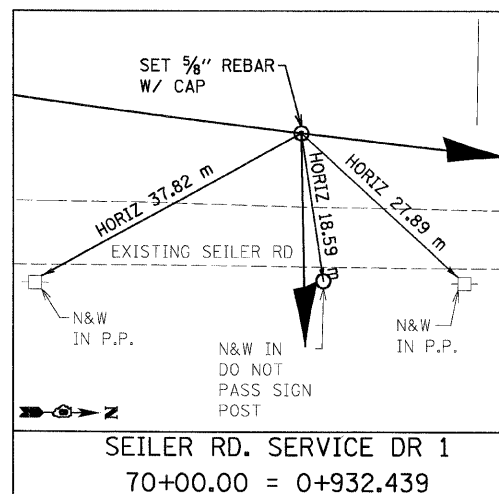 SET 5/8" REBAR
W/ CAP
HORIZ 37.82 m
HORIZ 18.59 m
HORIZ 27.89 m
EXISTING SEILER RD
N&W
IN P.P.
N&W IN
DO NOT
PASS SIGN
POST
N&W
IN P.P.
N
SEILER RD. SERVICE DR 1
70+00.00 = 0+932.439